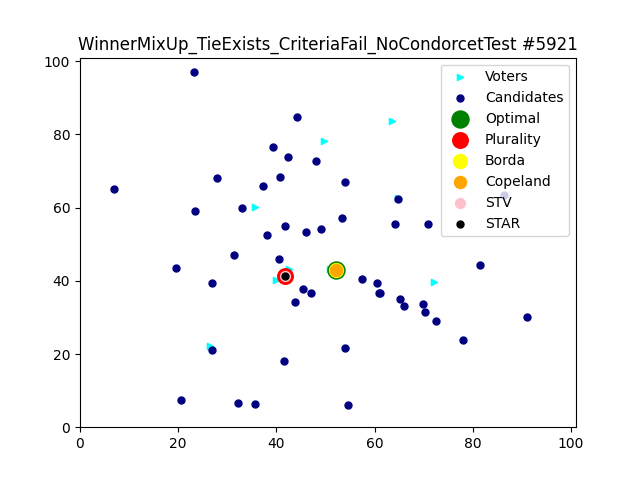 WinnerMixUp_TieExists_CriteriaFail_NoCondorcetTest #5921
Voters
Candidates
Optimal
Plurality
Borda
Copeland
STV
STAR
100
80
60
40
20
0
0 20 40 60 80 100